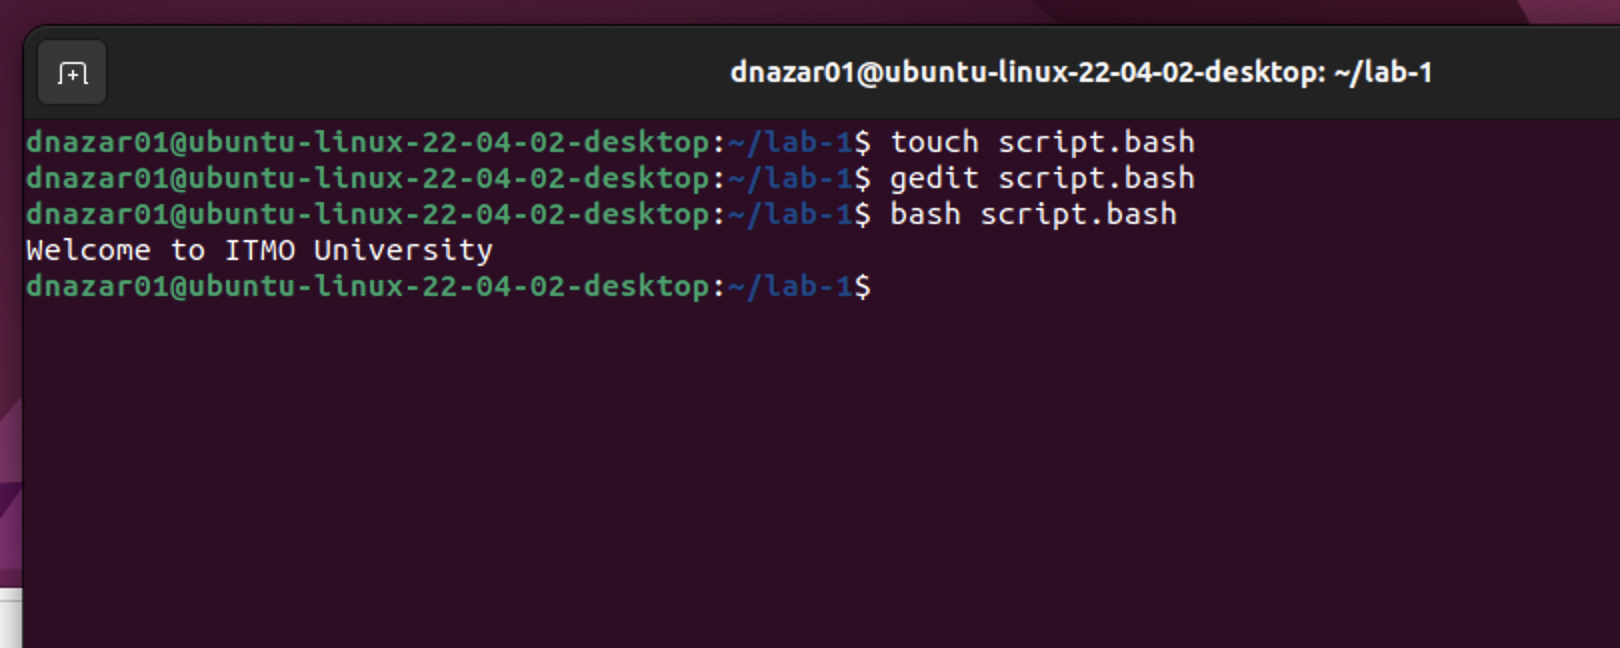 dnazar01@ubuntu-linux-22-04-02-desktop: ~/lab-1
dnazar01@ubuntu-linux-22-04-02-desktop:~/lab-1$ touch script.bash
dnazar01@ubuntu-linux-22-04-02-desktop:~/lab-1$ gedit script.bash
dnazar01@ubuntu-linux-22-04-02-desktop:~/lab-1$ bash script.bash
Welcome to ITMO University
dnazar01@ubuntu-linux-22-04-02-desktop:~/lab-1$